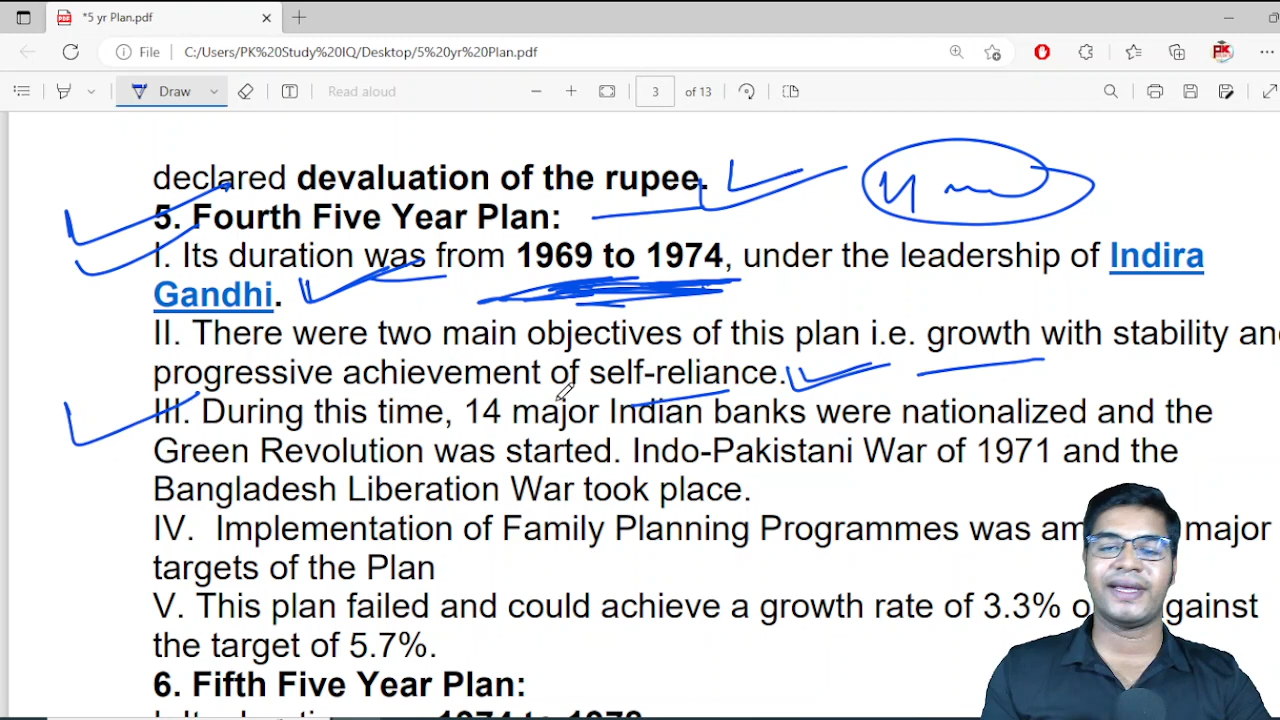 *5 yr Plan.pdf
File C:/Users/PK%20Study%20IQ/Desktop/5%20yr%20Plan.pdf
Draw Read aloud 3 of 13
declared devaluation of the rupee.
5. Fourth Five Year Plan:
I. Its duration was from 1969 to 1974, under the leadership of Indira
Gandhi.
II. There were two main objectives of this plan i.e. growth with stability and
progressive achievement of self-reliance.
III. During this time, 14 major Indian banks were nationalized and the
Green Revolution was started. Indo-Pakistani War of 1971 and the
Bangladesh Liberation War took place.
IV. Implementation of Family Planning Programmes was major
targets of the Plan
V. This plan failed and could achieve a growth rate of 3.3% against
the target of 5.7%.
6. Fifth Five Year Plan: